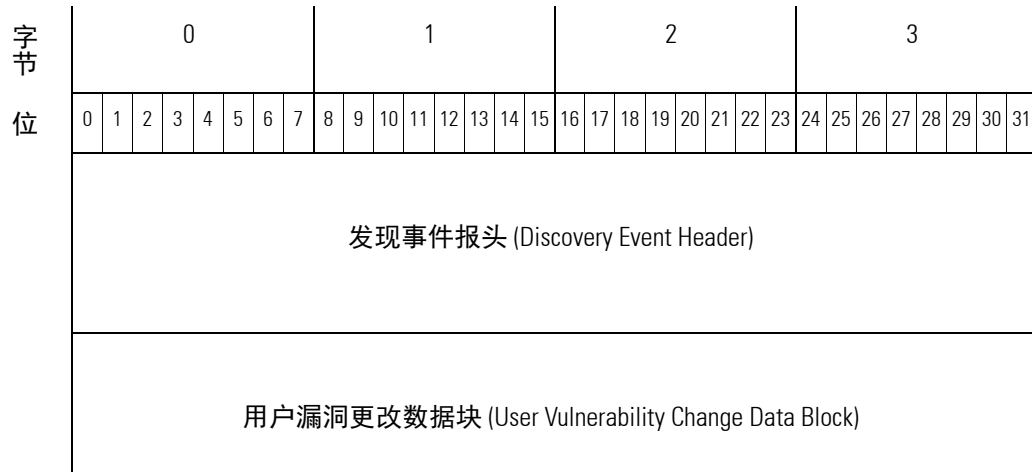 字节 0 1 2 3
位 0 1 2 3 4 5 6 7 8 9 10 11 12 13 14 15 16 17 18 19 20 21 22 23 24 25 26 27 28 29 30 31
发现事件报头 (Discovery Event Header)
用户漏洞更改数据块 (User Vulnerability Change Data Block)